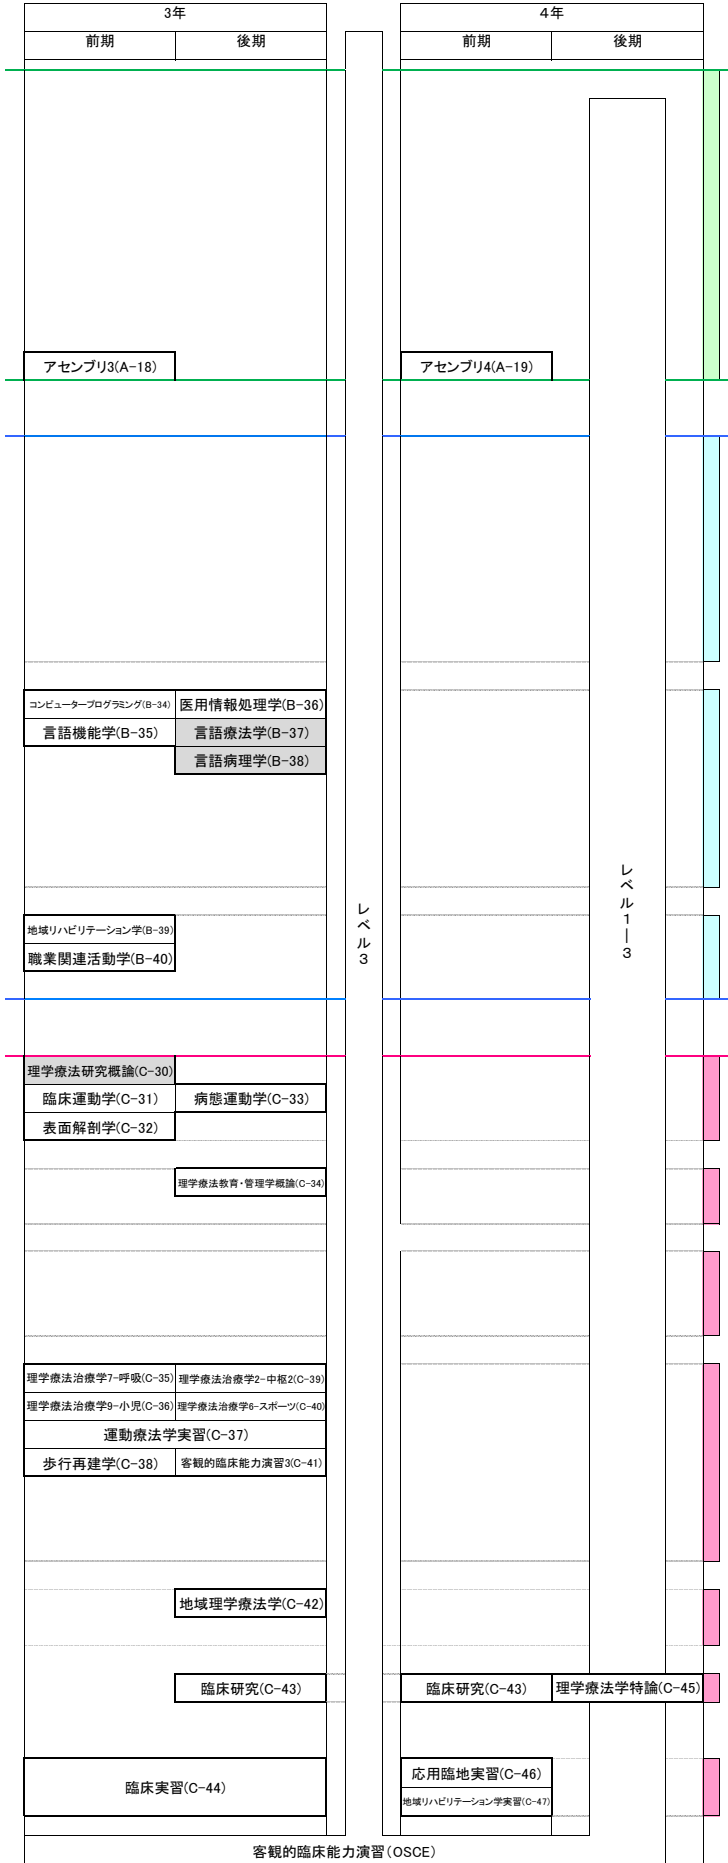 3年
4年
前期
後期
前期
後期
アセンブリ3(A-18)
アセンブリ4(A-19)
コンピュータープログラミング(B-34)
医用情報処理学(B-36)
言語機能学(B-35)
言語療法学(B-37)
言語病理学(B-38)
レベル1―3
レベル3
地域リハビリテーション学(B-39)
職業関連活動学(B-40)
理学療法研究概論(C-30)
臨床運動学(C-31)
病態運動学(C-33)
表面解剖学(C-32)
理学療法教育・管理学概論(C-34)
理学療法治療学7-呼吸(C-35)
理学療法治療学2-中枢2(C-39)
理学療法治療学9-小児(C-36)
理学療法治療学6-スポーツ(C-40)
運動療法学実習(C-37)
歩行再建学(C-38)
客観的臨床能力演習3(C-41)
地域理学療法学(C-42)
臨床研究(C-43)
臨床研究(C-43)
理学療法学特論(C-45)
臨床実習(C-44)
応用臨地実習(C-46)
地域リハビリテーション学実習(C-47)
客観的臨床能力演習(OSCE)